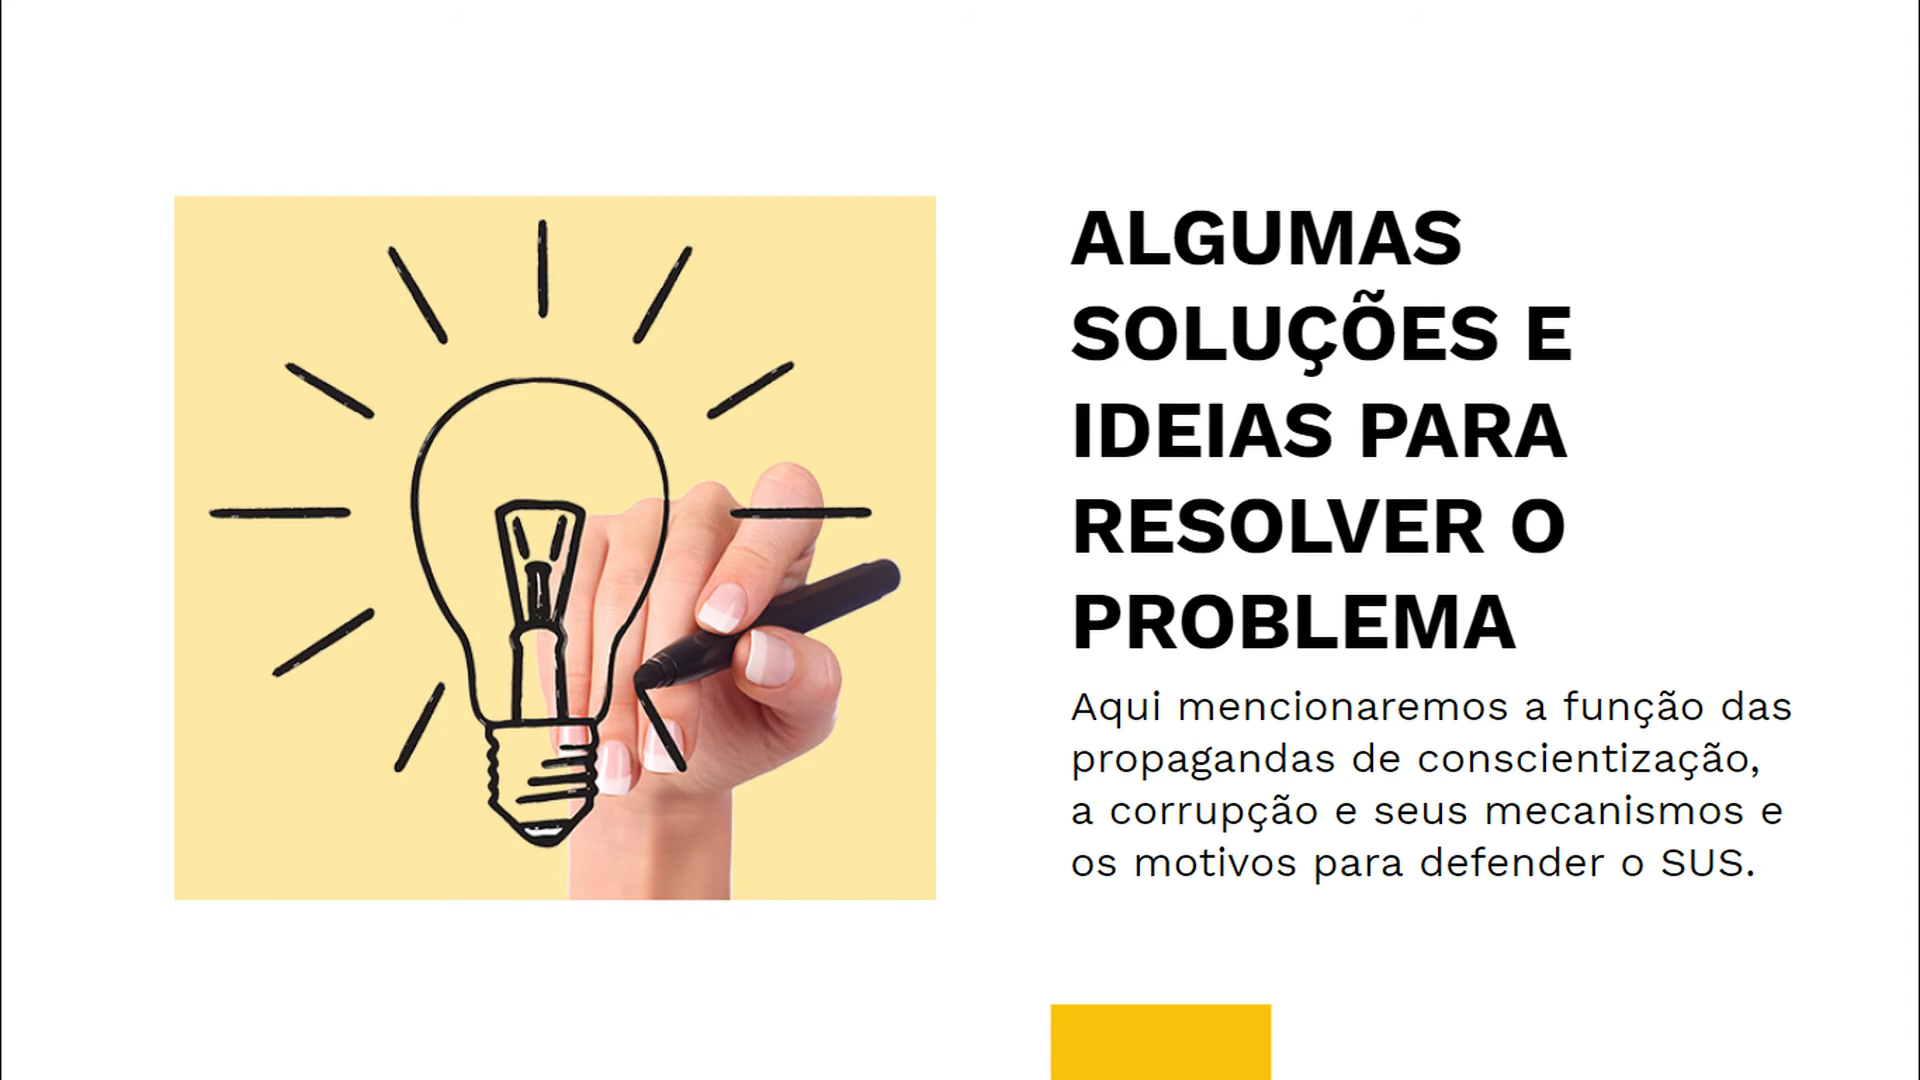 ALGUMAS
SOLUÇÕES E
IDEIAS PARA
RESOLVER O
PROBLEMA
Aqui mencionaremos a função das
propagandas de conscientização,
a corrupção e seus mecanismos e
os motivos para defender o SUS.